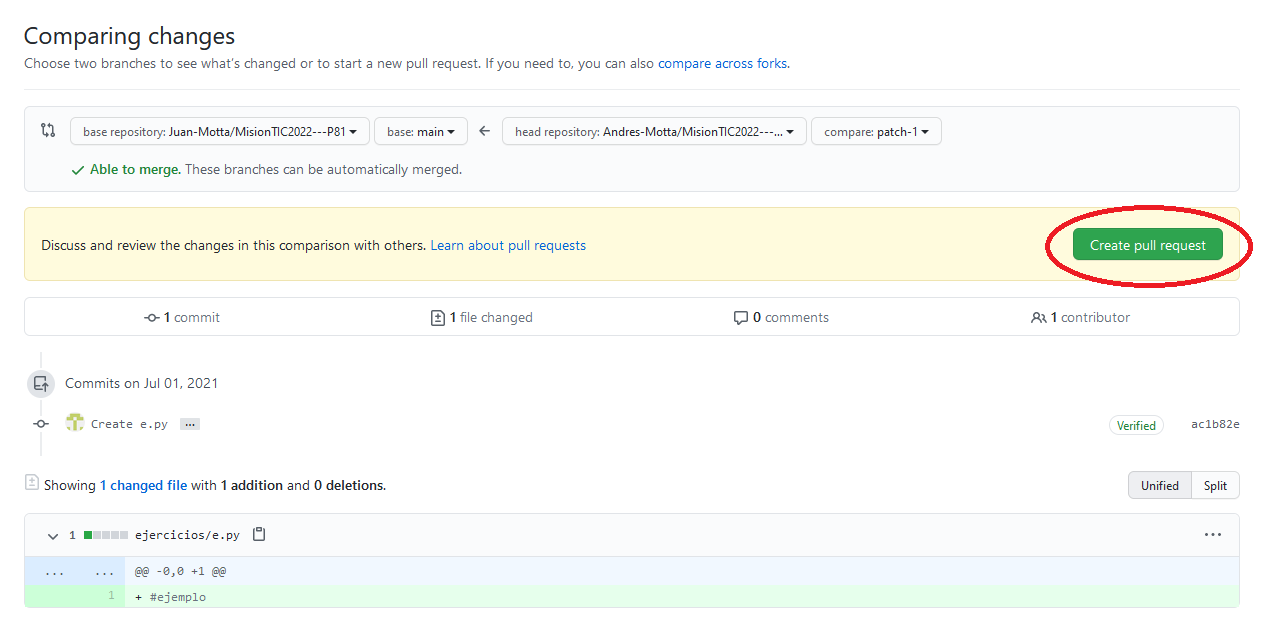 Comparing changes
Choose two branches to see what's changed or to start a new pull request. If you need to, you can also compare across forks.
base repository: Juan-Motta/MisionTIC2022---P81 base: main head repository: Andres-Motta/MisionTIC2022---... compare: patch-1
Able to merge. These branches can be automatically merged.
Discuss and review the changes in this comparison with others. Learn about pull requests Create pull request
1 commit 1 file changed 0 comments 1 contributor
Commits on Jul 01, 2021
Create e.py ... Verified ac1b82e
Showing 1 changed file with 1 addition and 0 deletions. Unified Split
1 ejercicios/e.py ...
... ... @@ -0,0 +1 @@
1 + #ejemplo